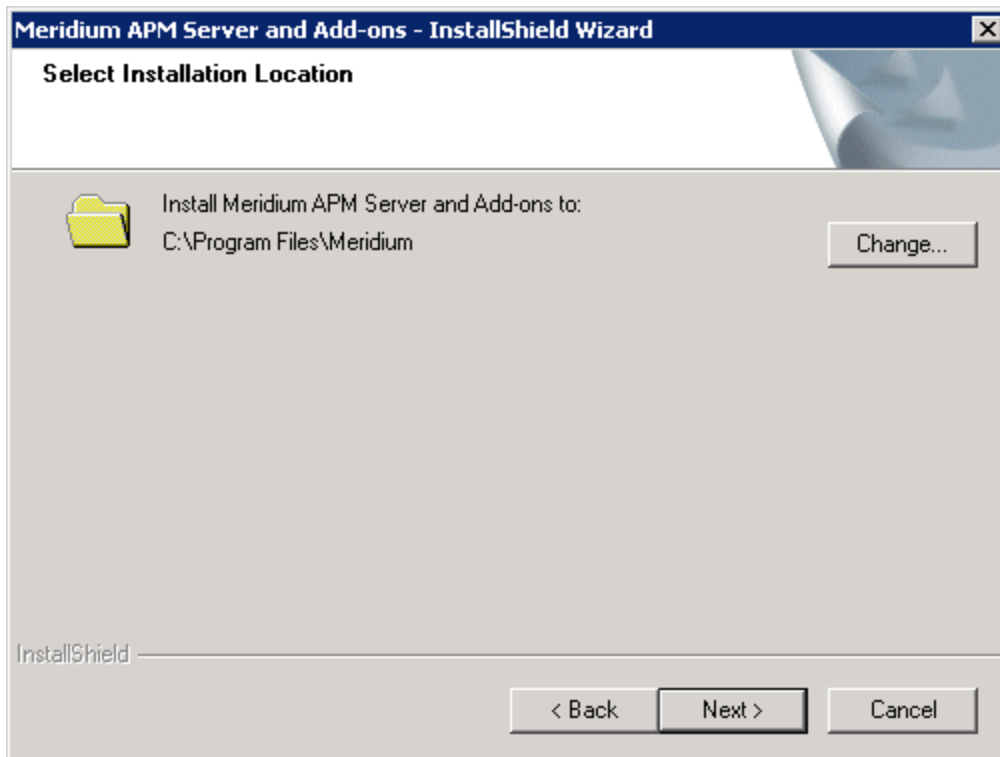 Meridium APM Server and Add-ons - InstallShield Wizard
Select Installation Location
Install Meridium APM Server and Add-ons to:
C:\Program Files\Meridium
Change...
InstallShield
< Back
Next >
Cancel